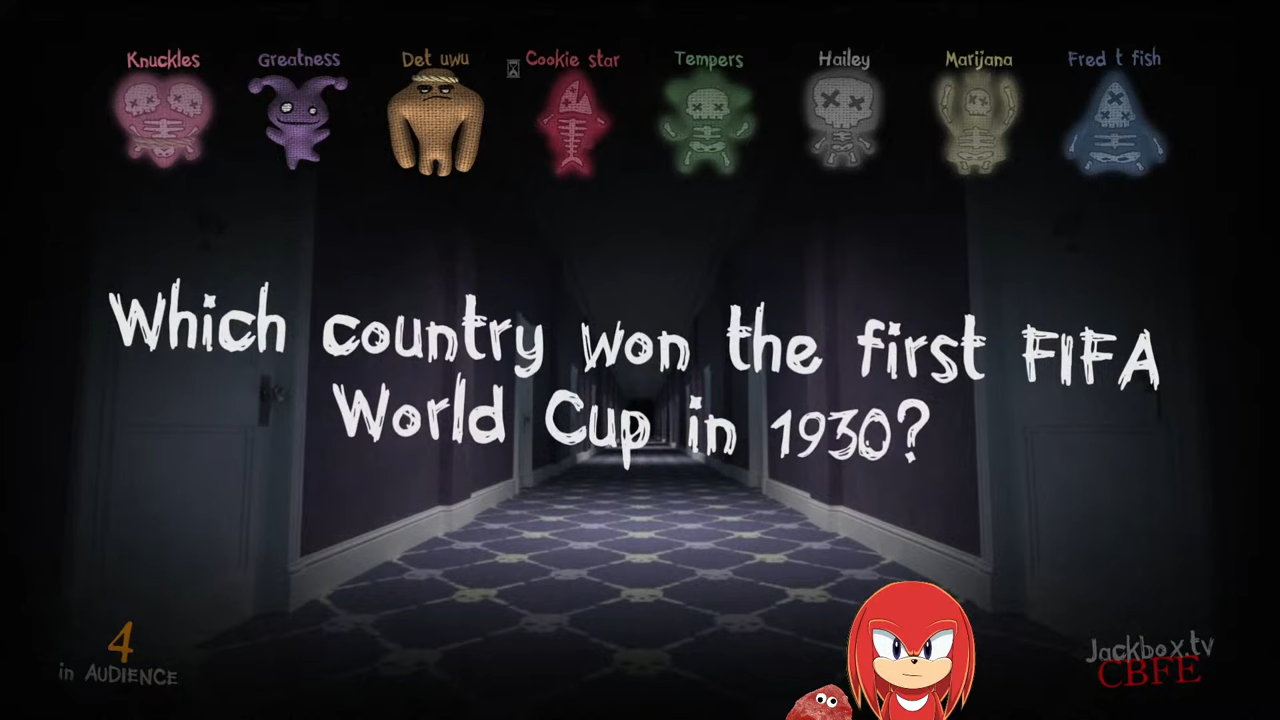 Knuckles Greatness Det uwu Cookie star Tempers Hailey Marijana Fred t fish
Which country won the first FIFA
World Cup in 1930?
4
in AUDIENCE
Jackbox.tv
CBFE